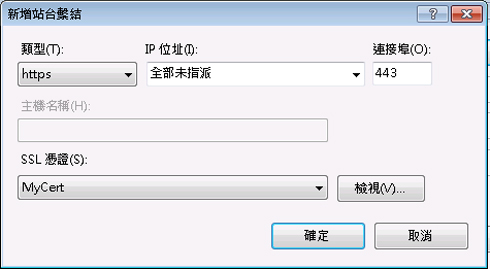 新增站台繫結
類型(T):
IP 位址(I):
連接埠(O):
https
全部未指派
443
主機名稱(H):
SSL 憑證(S):
MyCert
檢視(V)...
確定
取消